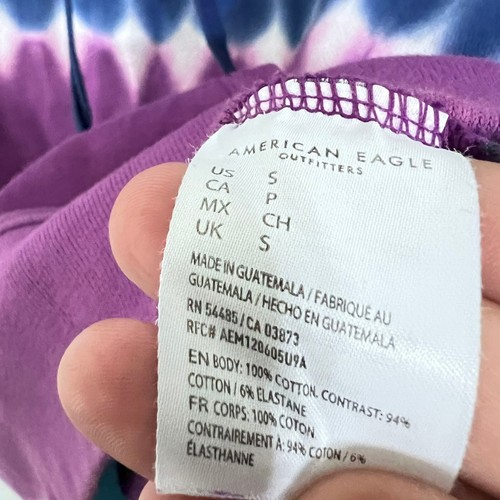 AMERICAN EAGLE
OUTFITTERS
US S
CA P
MX CH
UK S
MADE IN GUATEMALA / FABRIQUÉ AU
GUATEMALA / HECHO EN GUATEMALA
RN 54485 / CA 03873
RFC# AEM120605U9A
EN BODY: 100% COTTON. CONTRAST: 94%
COTTON / 6% ELASTANE
FR CORPS: 100% COTON
CONTRAIREMENT À: 94% COTON / 6%
ÉLASTHANNE